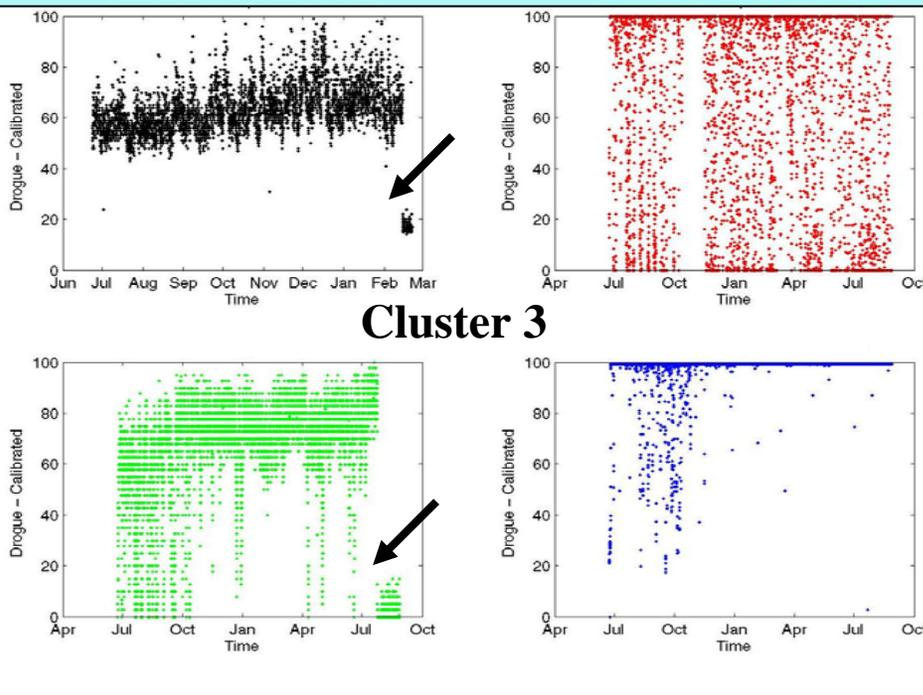 100
80
60
40
20
0
Drogue - Calibrated
Jun Jul Aug Sep Oct Nov Dec Jan Feb Mar
Time
100
80
60
40
20
0
Drogue - Calibrated
Apr Jul Oct Jan Apr Jul Oc
Time
Cluster 3
100
80
60
40
20
0
Drogue - Calibrated
Apr Jul Oct Jan Apr Jul Oct
Time
100
80
60
40
20
0
Drogue - Calibrated
Apr Jul Oct Jan Apr Jul Oc
Time